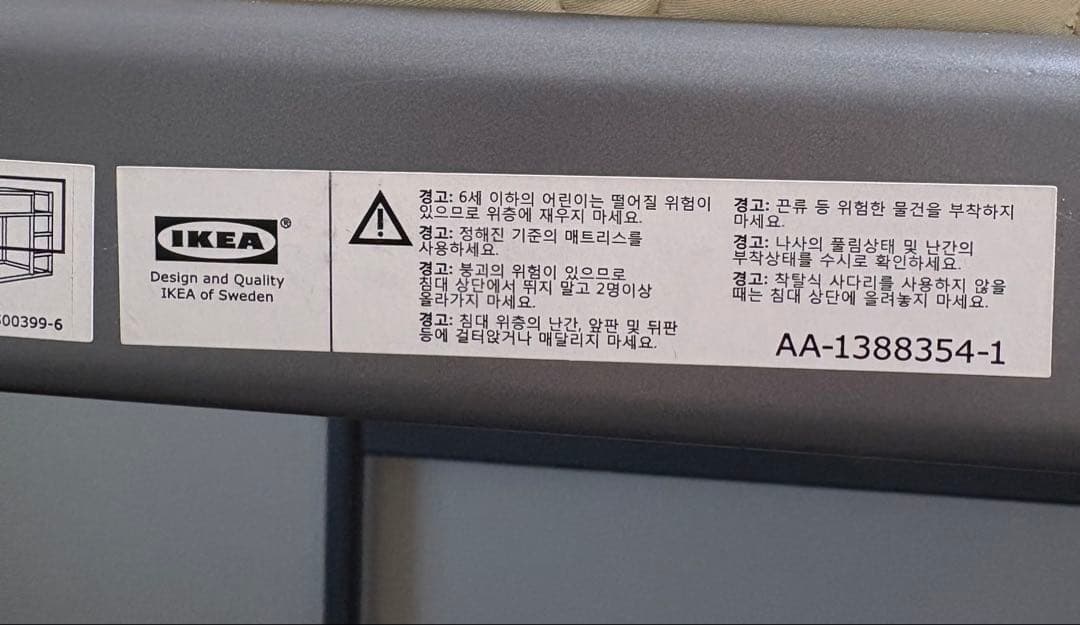 00399-6
IKEA®
Design and Quality
IKEA of Sweden
경고: 6세 이하의 어린이는 떨어질 위험이
있으므로 위층에 재우지 마세요.
경고: 정해진 기준의 매트리스를
사용하세요.
경고: 붕괴의 위험이 있으므로
침대 상단에서 뛰지 말고 2명이상
올라가지 마세요.
경고: 침대 위층의 난간, 앞판 및 뒤판
등에 걸터앉거나 매달리지 마세요.
경고: 끈류 등 위험한 물건을 부착하지
마세요.
경고: 나사의 풀림상태 및 난간의
부착상태를 수시로 확인하세요.
경고: 착탈식 사다리를 사용하지 않을
때는 침대 상단에 올려놓지 마세요.
AA-1388354-1